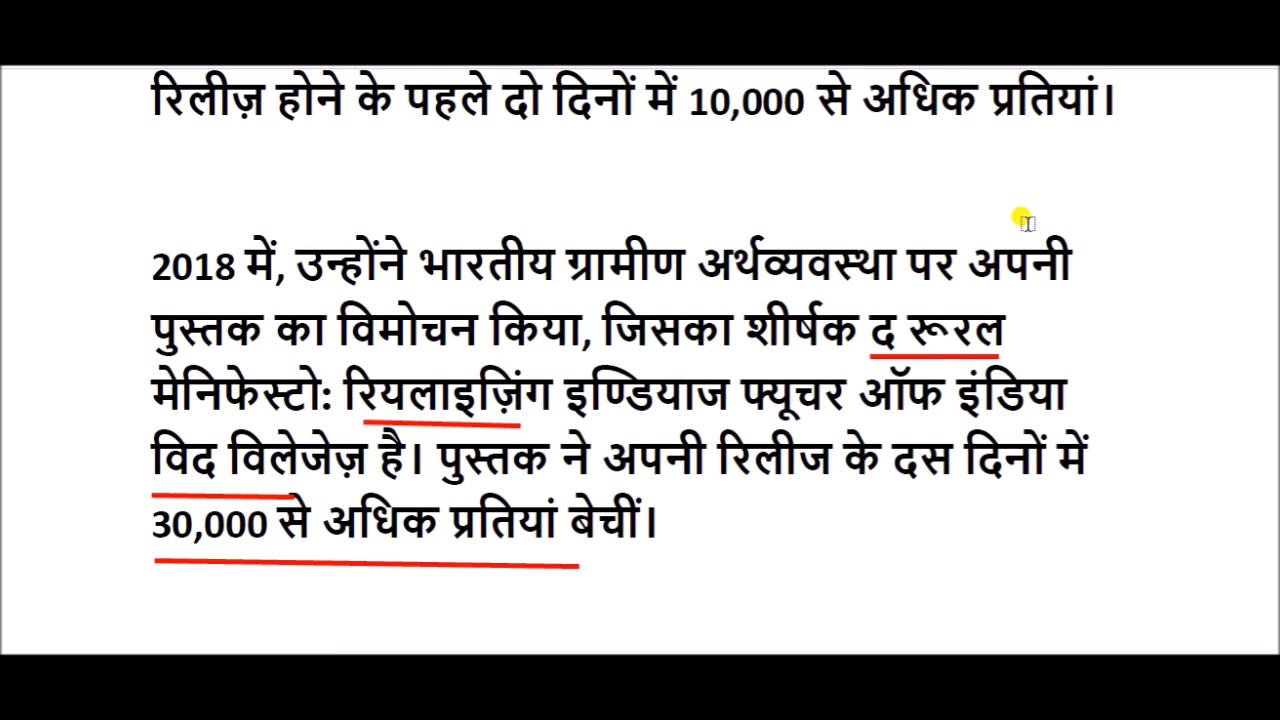 रिलीज़ होने के पहले दो दिनों में 10,000 से अधिक प्रतियां।
2018 में, उन्होंने भारतीय ग्रामीण अर्थव्यवस्था पर अपनी
पुस्तक का विमोचन किया, जिसका शीर्षक द रूरल
मेनिफेस्टो: रियलाइज़िंग इण्डियाज फ्यूचर ऑफ इंडिया
विद विलेजेज़ है। पुस्तक ने अपनी रिलीज के दस दिनों में
30,000 से अधिक प्रतियां बेचीं।